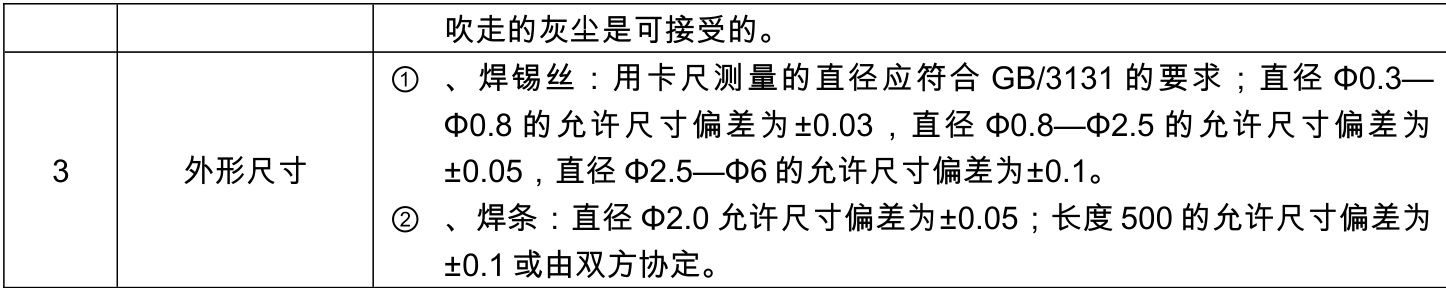 吹走的灰尘是可接受的。
① 、焊锡丝：用卡尺测量的直径应符合 GB/3131 的要求；直径 Φ0.3—
Φ0.8 的允许尺寸偏差为±0.03，直径 Φ0.8—Φ2.5 的允许尺寸偏差为
3 外形尺寸 ±0.05，直径 Φ2.5—Φ6 的允许尺寸偏差为±0.1。
② 、焊条：直径 Φ2.0 允许尺寸偏差为±0.05；长度 500 的允许尺寸偏差为
±0.1 或由双方协定。